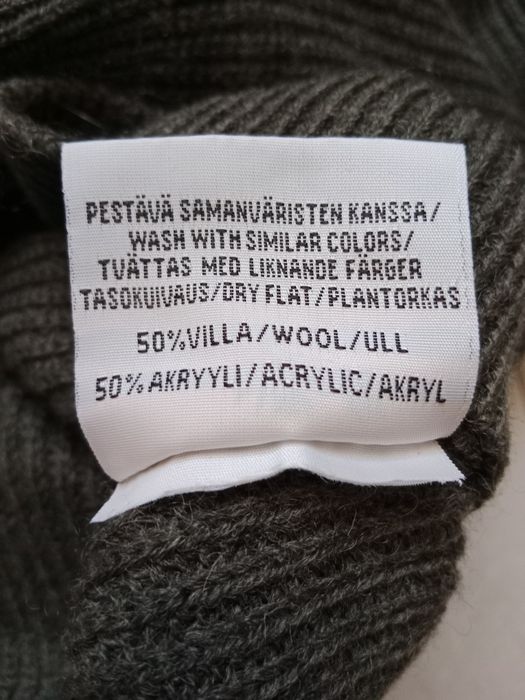 PESTÄVÄ SAMANVÄRISTEN KANSSA/
WASH WITH SIMILAR COLORS/
TVÄTTAS MED LIKNANDE FÄRGER
TASOKUIVAUS/DRY FLAT/PLANTORKAS
50%VILLA/WOOL/ULL
50%AKRYYLI/ACRYLIC/AKRYL